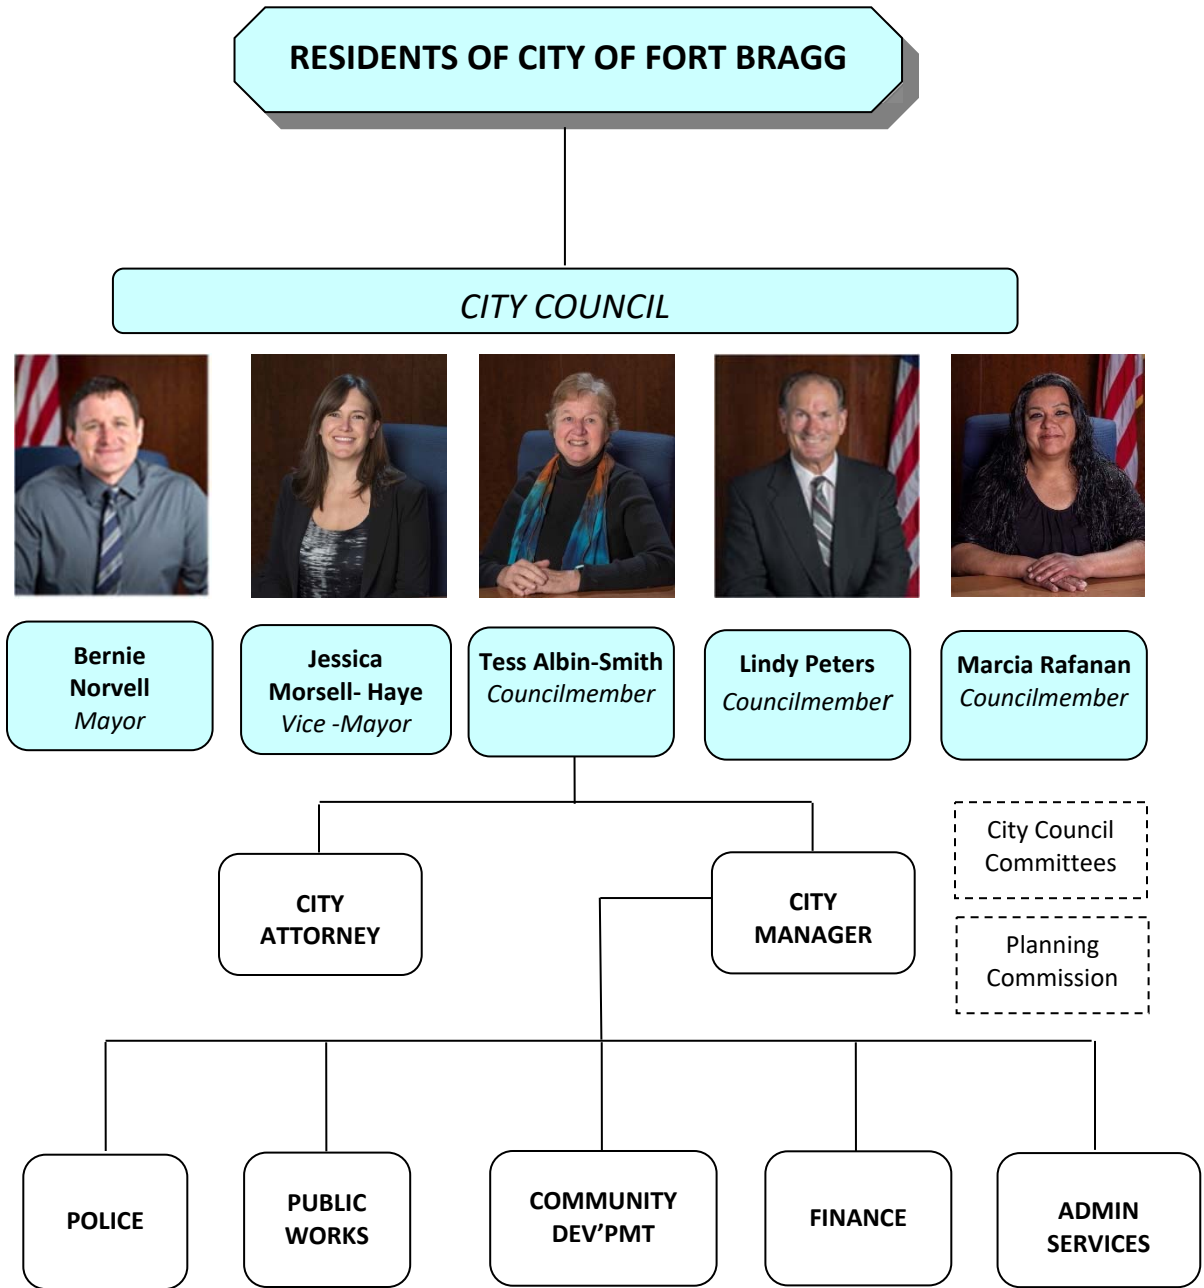 RESIDENTS OF CITY OF FORT BRAGG
CITY COUNCIL
Bernie
Norvell
Mayor
Jessica
Morsell- Haye
Vice -Mayor
Tess Albin-Smith
Councilmember
Lindy Peters
Councilmember
Marcia Rafanan
Councilmember
CITY
ATTORNEY
CITY
MANAGER
City Council
Committees
Planning
Commission
POLICE
PUBLIC
WORKS
COMMUNITY
DEV’PMT
FINANCE
ADMIN
SERVICES